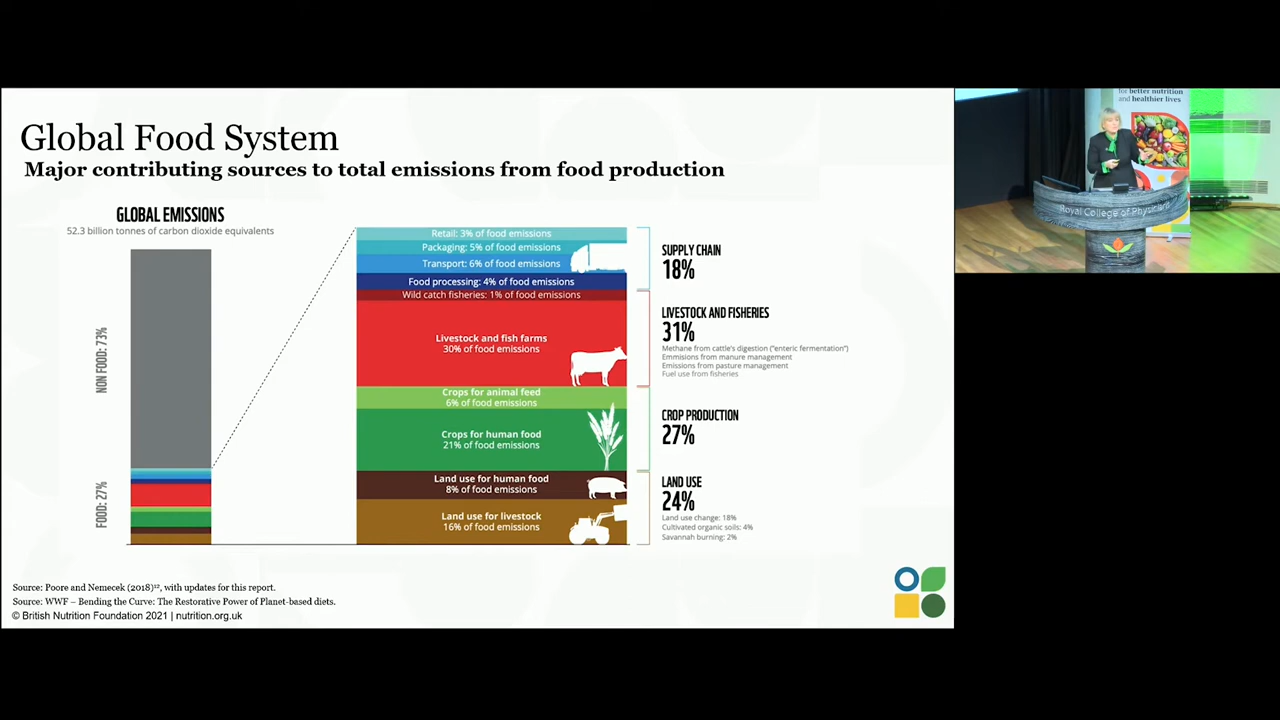 Global Food System
Major contributing sources to total emissions from food production
GLOBAL EMISSIONS
52.3 billion tonnes of carbon dioxide equivalents
NON FOOD: 73%
FOOD: 27%
Retail: 3% of food emissions
Packaging: 5% of food emissions
Transport: 6% of food emissions
Food processing: 4% of food emissions
Wild catch fisheries: 1% of food emissions
Livestock and fish farms
30% of food emissions
Crops for animal feed
6% of food emissions
Crops for human food
21% of food emissions
Land use for human food
8% of food emissions
Land use for livestock
16% of food emissions
SUPPLY CHAIN
18%
LIVESTOCK AND FISHERIES
31%
Methane from cattle's digestion ("enteric fermentation")
Emmisions from manure management
Emissions from pasture management
Fuel use from fisheries
CROP PRODUCTION
27%
LAND USE
24%
Land use change: 18%
Cultivated organic soils: 4%
Savannah burning: 2%
Source: Poore and Nemecek (2018)¹², with updates for this report.
Source: WWF – Bending the Curve: The Restorative Power of Planet-based diets.
© British Nutrition Foundation 2021 | nutrition.org.uk
for better nutrition
and healthier lives
Royal College of Physicians